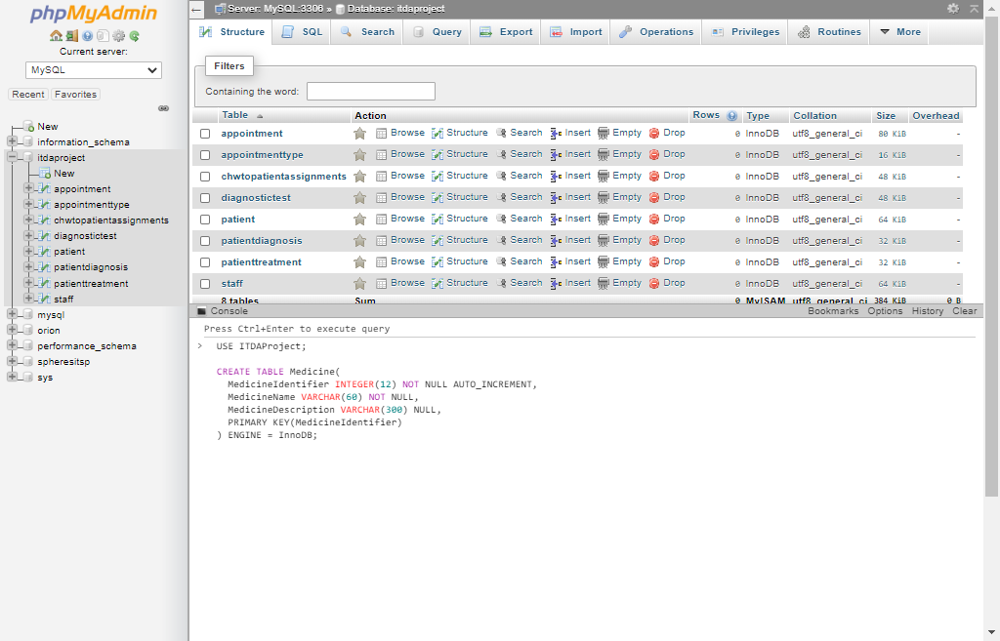 phpMyAdmin
Current server:
MySQL
Recent Favorites
New
information_schema
itdaproject
New
appointment
appointmenttype
chwtopatientassignments
diagnostictest
patient
patientdiagnosis
patienttreatment
staff
mysql
orion
performance_schema
spheresitsp
sys
Server: MySQL:3306 » Database: itdaproject
Structure SQL Search Query Export Import Operations Privileges Routines More
Filters
Containing the word:
Table Action Rows Type Collation Size Overhead
appointment Browse Structure Search Insert Empty Drop 0 InnoDB utf8_general_ci 80 KiB -
appointmenttype Browse Structure Search Insert Empty Drop 0 InnoDB utf8_general_ci 16 KiB -
chwtopatientassignments Browse Structure Search Insert Empty Drop 0 InnoDB utf8_general_ci 48 KiB -
diagnostictest Browse Structure Search Insert Empty Drop 0 InnoDB utf8_general_ci 48 KiB -
patient Browse Structure Search Insert Empty Drop 0 InnoDB utf8_general_ci 64 KiB -
patientdiagnosis Browse Structure Search Insert Empty Drop 0 InnoDB utf8_general_ci 32 KiB -
patienttreatment Browse Structure Search Insert Empty Drop 0 InnoDB utf8_general_ci 32 KiB -
staff Browse Structure Search Insert Empty Drop 0 InnoDB utf8_general_ci 64 KiB -
8 tables Sum 0 MyISAM utf8_general_ci 384 KiB 0 B
Console Bookmarks Options History Clear
Press Ctrl+Enter to execute query
> USE ITDAProject;
CREATE TABLE Medicine(
MedicineIdentifier INTEGER(12) NOT NULL AUTO_INCREMENT,
MedicineName VARCHAR(60) NOT NULL,
MedicineDescription VARCHAR(300) NULL,
PRIMARY KEY(MedicineIdentifier)
) ENGINE = InnoDB;